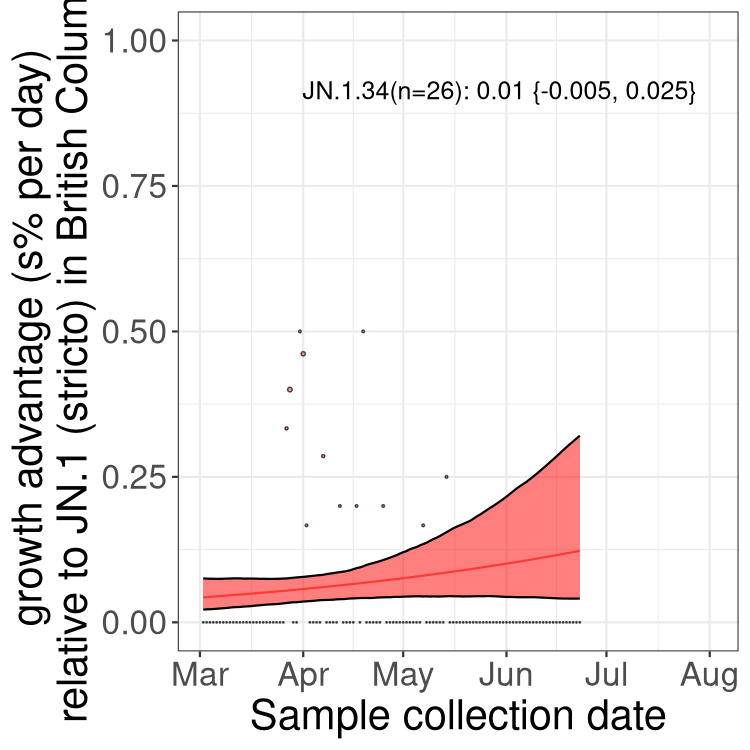 growth advantage (s% per day)
relative to JN.1 (stricto) in British Colum
1.00
0.75
0.50
0.25
0.00
JN.1.34(n=26): 0.01 {-0.005, 0.025}
Mar Apr May Jun Jul Aug
Sample collection date